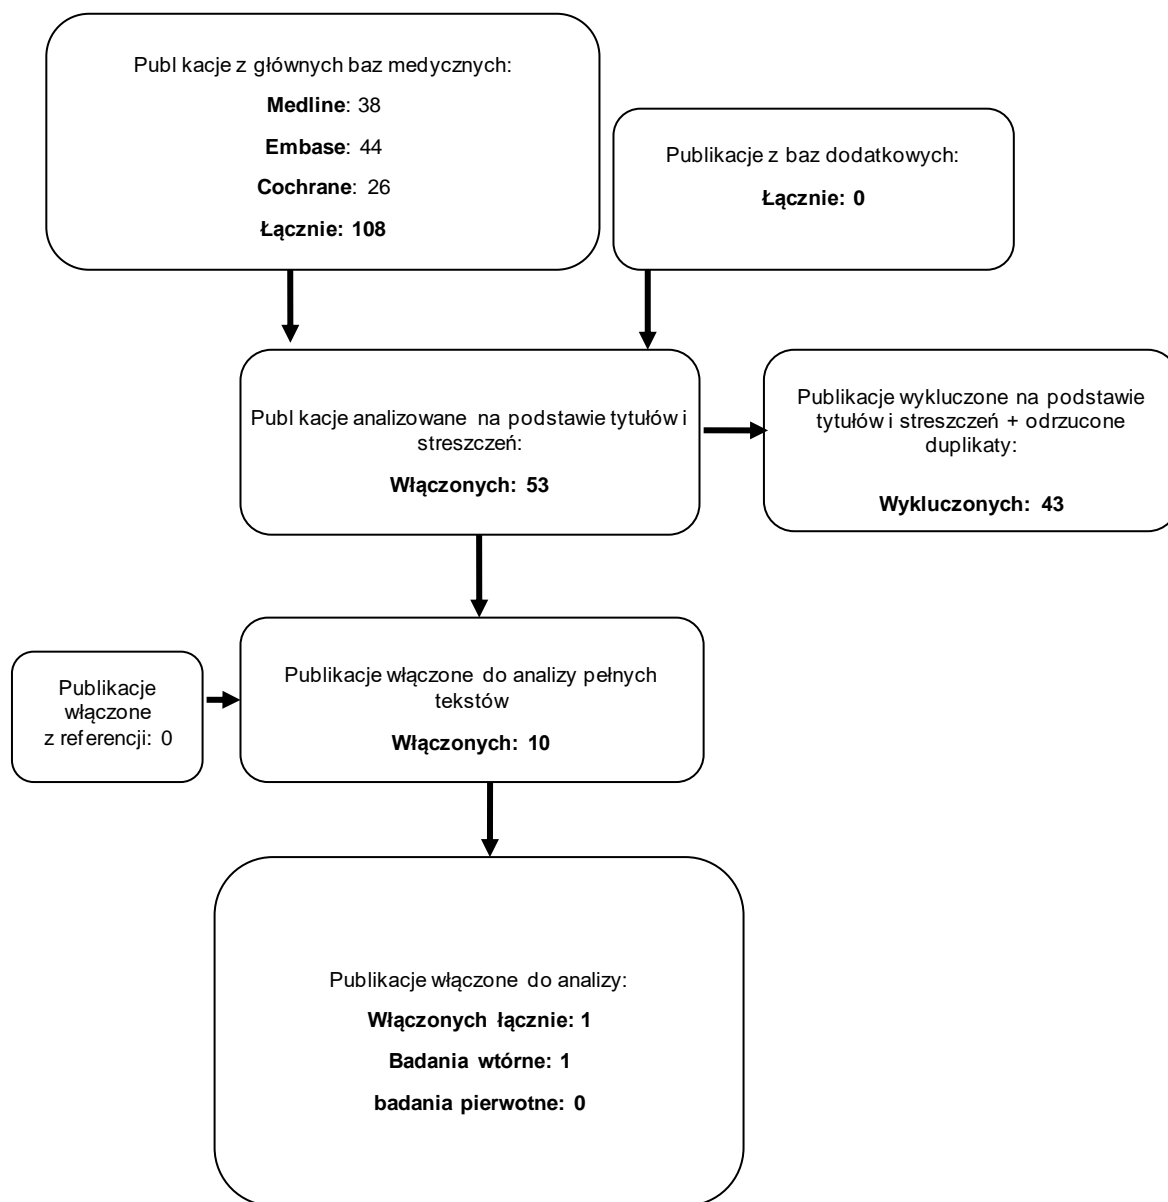 Publ kacje z głównych baz medycznych:
Medline: 38
Embase: 44
Cochrane: 26
Łącznie: 108
Publikacje z baz dodatkowych:
Łącznie: 0
Publ kacje analizowane na podstawie tytułów i
streszczeń:
Włączonych: 53
Publikacje wykluczone na podstawie
tytułów i streszczeń + odrzucone
duplikaty:
Wykluczonych: 43
Publikacje
włączone
z referencji: 0
Publikacje włączone do analizy pełnych
tekstów
Włączonych: 10
Publikacje włączone do analizy:
Włączonych łącznie: 1
Badania wtórne: 1
badania pierwotne: 0